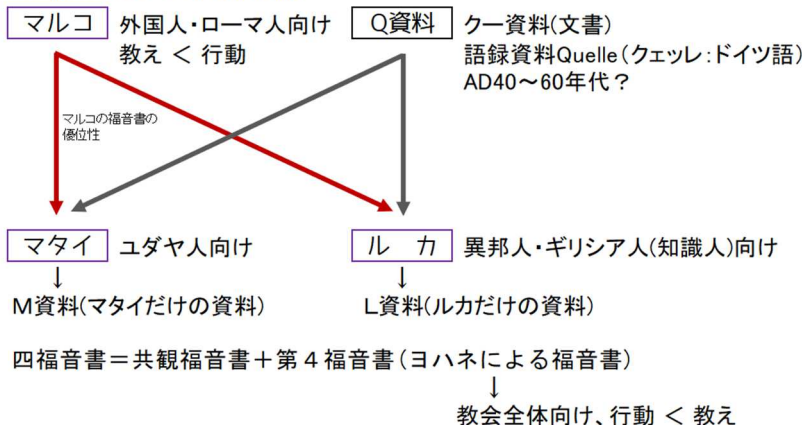 マルコ 外国人・ローマ人向け
教え ＜ 行動
Q資料 クー資料(文書)
語録資料Quelle(クェッレ:ドイツ語)
AD40～60年代？
マルコの福音書の
優位性
マタイ ユダヤ人向け
↓
M資料(マタイだけの資料)
ルカ 異邦人・ギリシア人(知識人)向け
↓
L資料(ルカだけの資料)
四福音書＝共観福音書＋第４福音書(ヨハネによる福音書)
↓
教会全体向け、行動 ＜ 教え